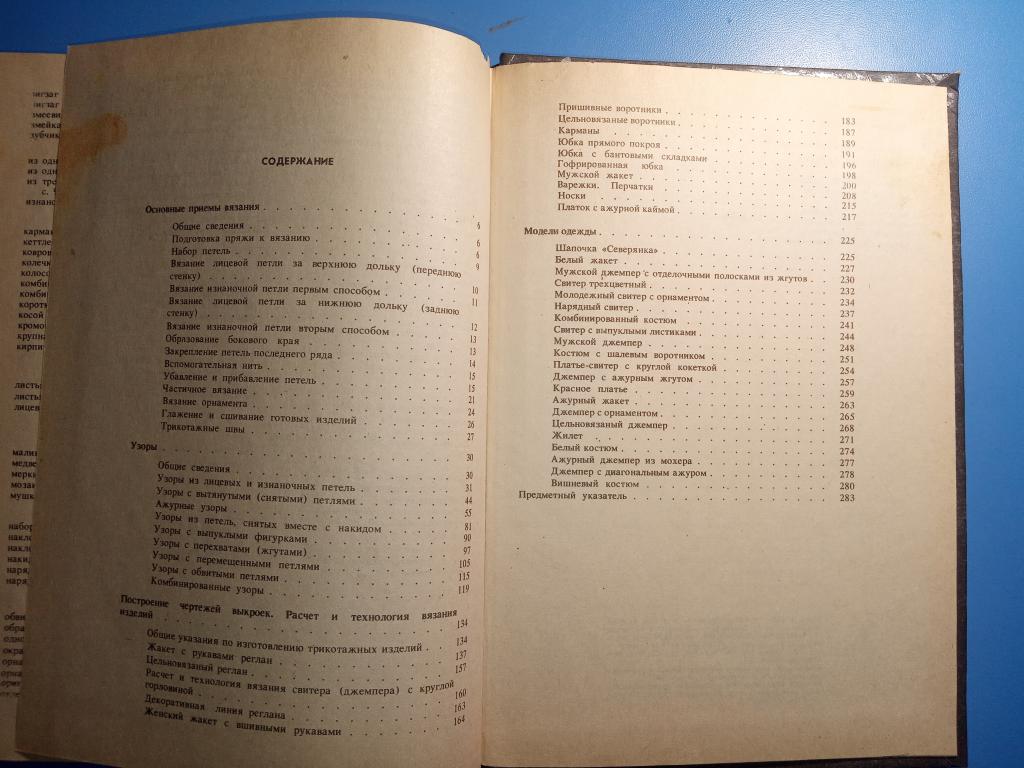 СОДЕРЖАНИЕ
Основные приемы вязания . . . . . . . . 6
Общие сведения . . . . . . . . 6
Подготовка пряжи к вязанию . . . . . . . . 6
Набор петель . . . . . . . . 9
Вязание лицевой петли за верхнюю дольку (переднюю
стенку) . . . . . . . . 10
Вязание изнаночной петли первым способом . . . . 11
Вязание лицевой петли за нижнюю дольку (заднюю
стенку) . . . . . . . . 12
Вязание изнаночной петли вторым способом . . . . 13
Образование бокового края . . . . . . . . 13
Закрепление петель последнего ряда . . . . . . 14
Вспомогательная нить . . . . . . . . 15
Убавление и прибавление петель . . . . . . 15
Частичное вязание . . . . . . . . 21
Вязание орнамента . . . . . . . . 24
Глажение и сшивание готовых изделий . . . . . 26
Трикотажные швы . . . . . . . . 27
Узоры . . . . . . . . 30
Общие сведения . . . . . . . . 30
Узоры из лицевых и изнаночных петель . . . . . 31
Узоры с вытянутыми (снятыми) петлями . . . . . 44
Ажурные узоры . . . . . . . . 55
Узоры из петель, снятых вместе с накидом . . . . 81
Узоры с выпуклыми фигурками . . . . . . 90
Узоры с перехватами (жгутами) . . . . . . 97
Узоры с перемещенными петлями . . . . . . 105
Узоры с обвитыми петлями . . . . . . . 115
Комбинированные узоры . . . . . . . . 119
Построение чертежей выкроек. Расчет и технология вязания
изделий . . . . . . . . 134
Общие указания по изготовлению трикотажных изделий . . 134
Жакет с рукавами реглан . . . . . . . . 137
Цельновязаный реглан . . . . . . . . 157
Расчет и технология вязания свитера (джемпера) с круглой
горловиной . . . . . . . . 160
Декоративная линия реглана . . . . . . . 163
Женский жакет с вшивными рукавами . . . . . 164
Пришивные воротники . . . . . . . . 183
Цельновязаные воротники . . . . . . . . 187
Карманы . . . . . . . . 189
Юбка прямого покроя . . . . . . . . 191
Юбка с бантовыми складками . . . . . . . 196
Гофрированная юбка . . . . . . . . 198
Мужской жакет . . . . . . . . 200
Варежки. Перчатки . . . . . . . . 208
Носки . . . . . . . . 215
Платок с ажурной каймой . . . . . . . . 217
Модели одежды . . . . . . . . 225
Шапочка «Северянка» . . . . . . . . 225
Белый жакет . . . . . . . . 227
Мужской джемпер с отделочными полосками из жгутов . . 230
Свитер трехцветный . . . . . . . . 232
Молодежный свитер с орнаментом . . . . . . 234
Нарядный свитер . . . . . . . . 237
Комбинированный костюм . . . . . . . . 241
Свитер с выпуклыми листиками . . . . . . 244
Мужской джемпер . . . . . . . . 248
Костюм с шалевым воротником . . . . . . 251
Платье-свитер с круглой кокеткой . . . . . . 254
Джемпер с ажурным жгутом . . . . . . . 257
Красное платье . . . . . . . . 259
Ажурный жакет . . . . . . . . 263
Джемпер с орнаментом . . . . . . . . 265
Цельновязаный джемпер . . . . . . . . 268
Жилет . . . . . . . . 271
Белый костюм . . . . . . . . 274
Ажурный джемпер из мохера . . . . . . . 277
Джемпер с диагональным ажуром . . . . . . 278
Вишневый костюм . . . . . . . . 280
Предметный указатель . . . . . . . . 283